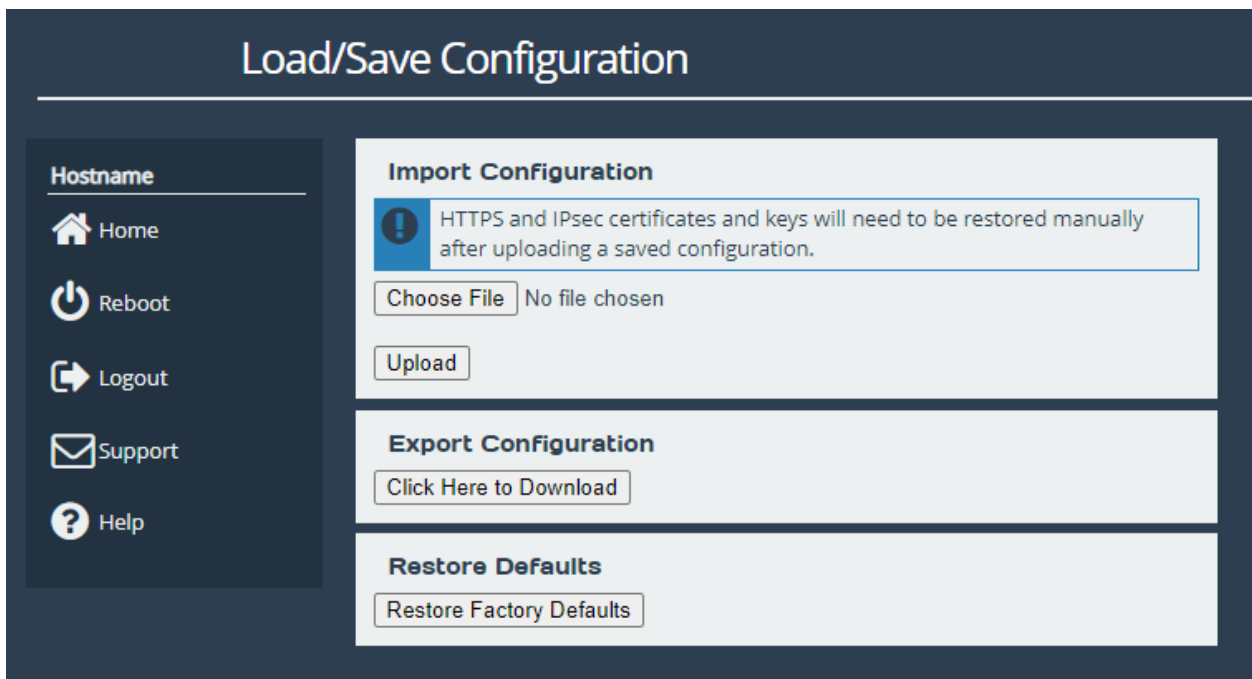 Load/Save Configuration
Hostname
Home
Reboot
Logout
Support
Help
Import Configuration
HTTPS and IPsec certificates and keys will need to be restored manually
after uploading a saved configuration.
Choose File No file chosen
Upload
Export Configuration
Click Here to Download
Restore Defaults
Restore Factory Defaults